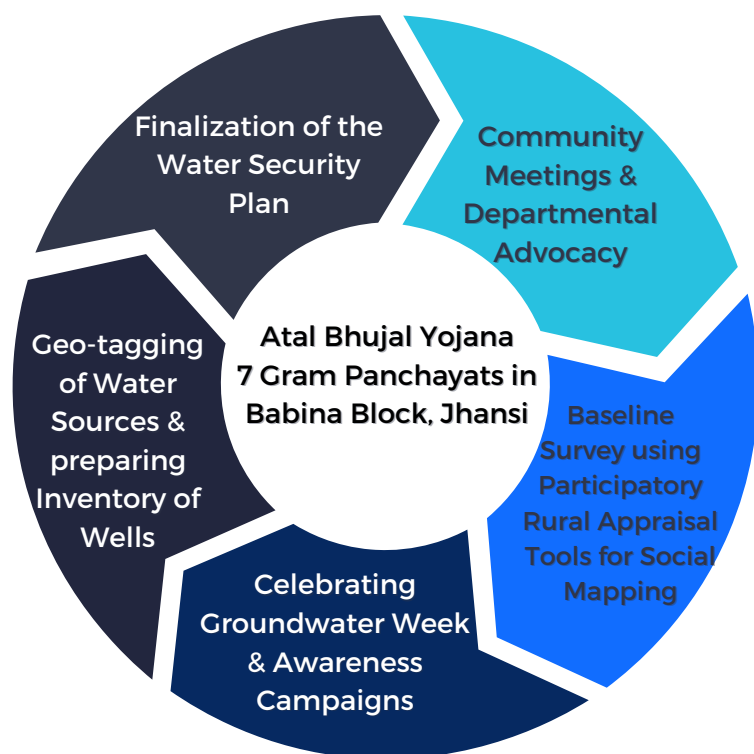 Finalization of the
Water Security
Plan
Community
Meetings &
Departmental
Advocacy
Atal Bhujal Yojana
7 Gram Panchayats in
Babina Block, Jhansi
Geo-tagging
of Water
Sources &
preparing
Inventory of
Wells
Baseline
Survey using
Participatory
Rural Appraisal
Tools for Social
Mapping
Celebrating
Groundwater Week
& Awareness
Campaigns